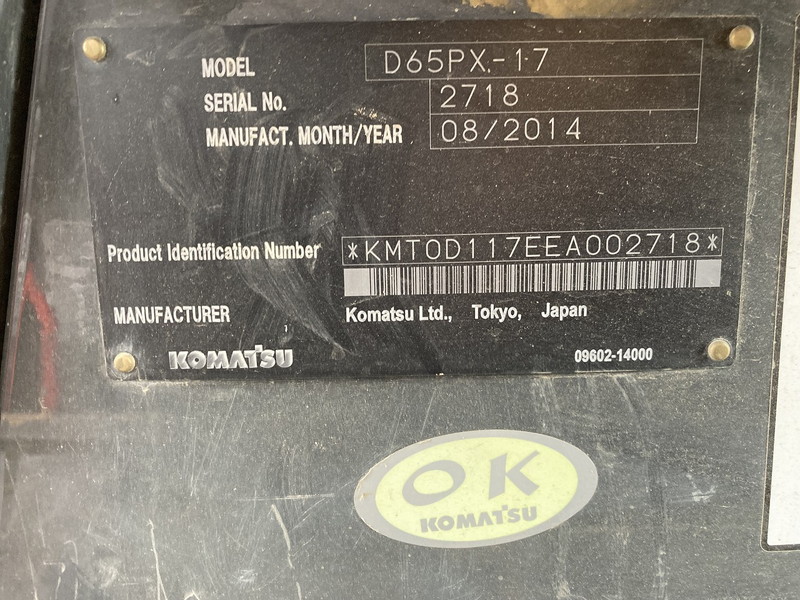 MODEL D65PX-17
SERIAL No. 2718
MANUFACT. MONTH/YEAR 08/2014
Product Identification Number *KMT0D117EEA002718*
MANUFACTURER Komatsu Ltd., Tokyo, Japan
KOMATSU 09602-14000
OK
KOMATSU